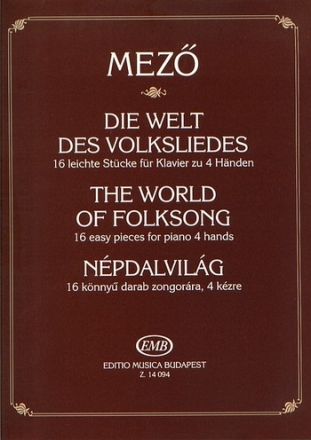 MEZŐ
DIE WELT
DES VOLKSLIEDES
16 leichte Stücke für Klavier zu 4 Händen
THE WORLD
OF FOLKSONG
16 easy pieces for piano 4 hands
NÉPDALVILÁG
16 könnyű darab zongorára, 4 kézre
EMB
EDITIO MUSICA BUDAPEST
Z. 14 094